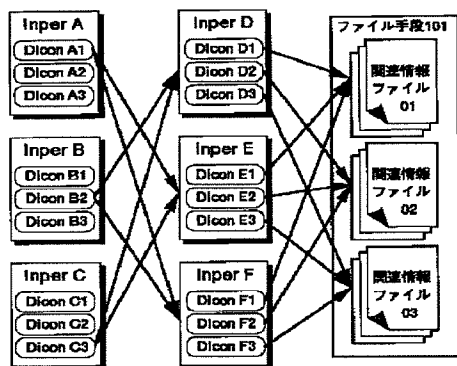 Inper A
Dicon A1
Dicon A2
Dicon A3
Inper B
Dicon B1
Dicon B2
Dicon B3
Inper C
Dicon C1
Dicon C2
Dicon C3
Inper D
Dicon D1
Dicon D2
Dicon D3
Inper E
Dicon E1
Dicon E2
Dicon E3
Inper F
Dicon F1
Dicon F2
Dicon F3
ファイル手段101
関連情報
ファイル
01
関連情報
ファイル
02
関連情報
ファイル
03